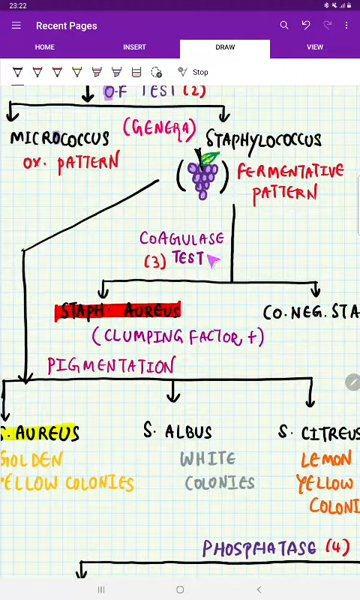 23:22
Recent Pages
HOME INSERT DRAW VIEW
Stop
O-F TEST (2)
(GENERA)
MICROCOCCUS STAPHYLOCOCCUS
OX. PATTERN
FERMENTATIVE
PATTERN
COAGULASE
(3) TEST
STAPH. AUREUS CO.NEG.STA
(CLUMPING FACTOR +)
PIGMENTATION
S. AUREUS S. ALBUS S. CITREUS
GOLDEN WHITE LEMON
YELLOW COLONIES COLONIES YELLOW
COLONI
PHOSPHATASE (4)